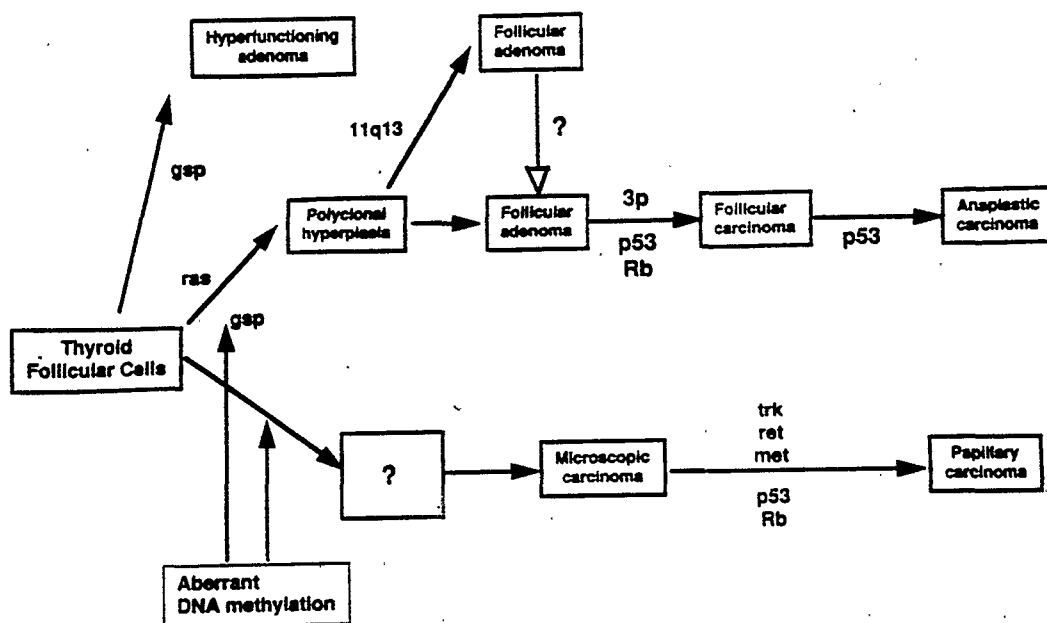 Hyperfunctioning
adenoma
Follicular
adenoma
11q13
?
gsp
Polyclonal
hyperplasia
Follicular
adenoma
3p
p53
Rb
Follicular
carcinoma
p53
Anaplastic
carcinoma
ras
gsp
Thyroid
Follicular Cells
?
Microscopic
carcinoma
trk
ret
met
p53
Rb
Papillary
carcinoma
Aberrant
DNA methylation